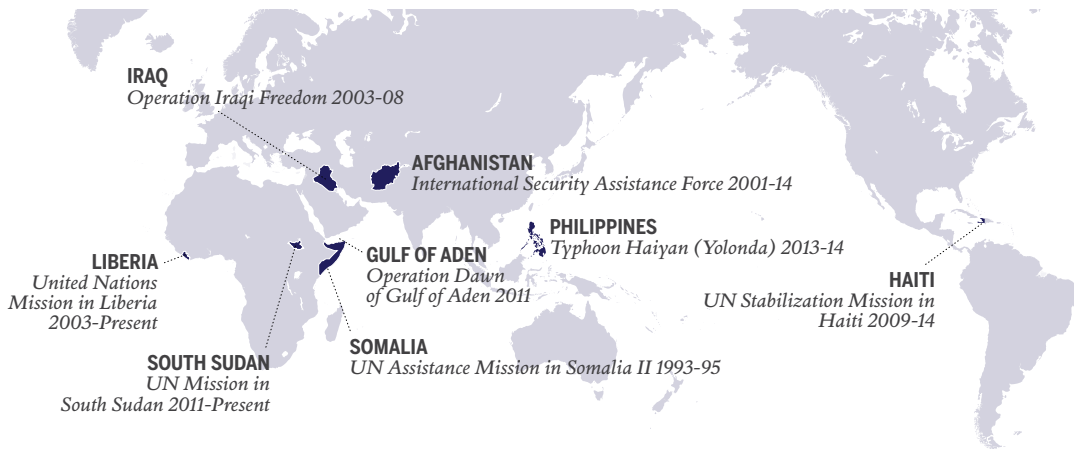 IRAQ
Operation Iraqi Freedom 2003-08
AFGHANISTAN
International Security Assistance Force 2001-14
PHILIPPINES
Typhoon Haiyan (Yolonda) 2013-14
GULF OF ADEN
Operation Dawn
of Gulf of Aden 2011
LIBERIA
United Nations
Mission in Liberia
2003-Present
HAITI
UN Stabilization Mission in
Haiti 2009-14
SOMALIA
UN Assistance Mission in Somalia II 1993-95
SOUTH SUDAN
UN Mission in
South Sudan 2011-Present